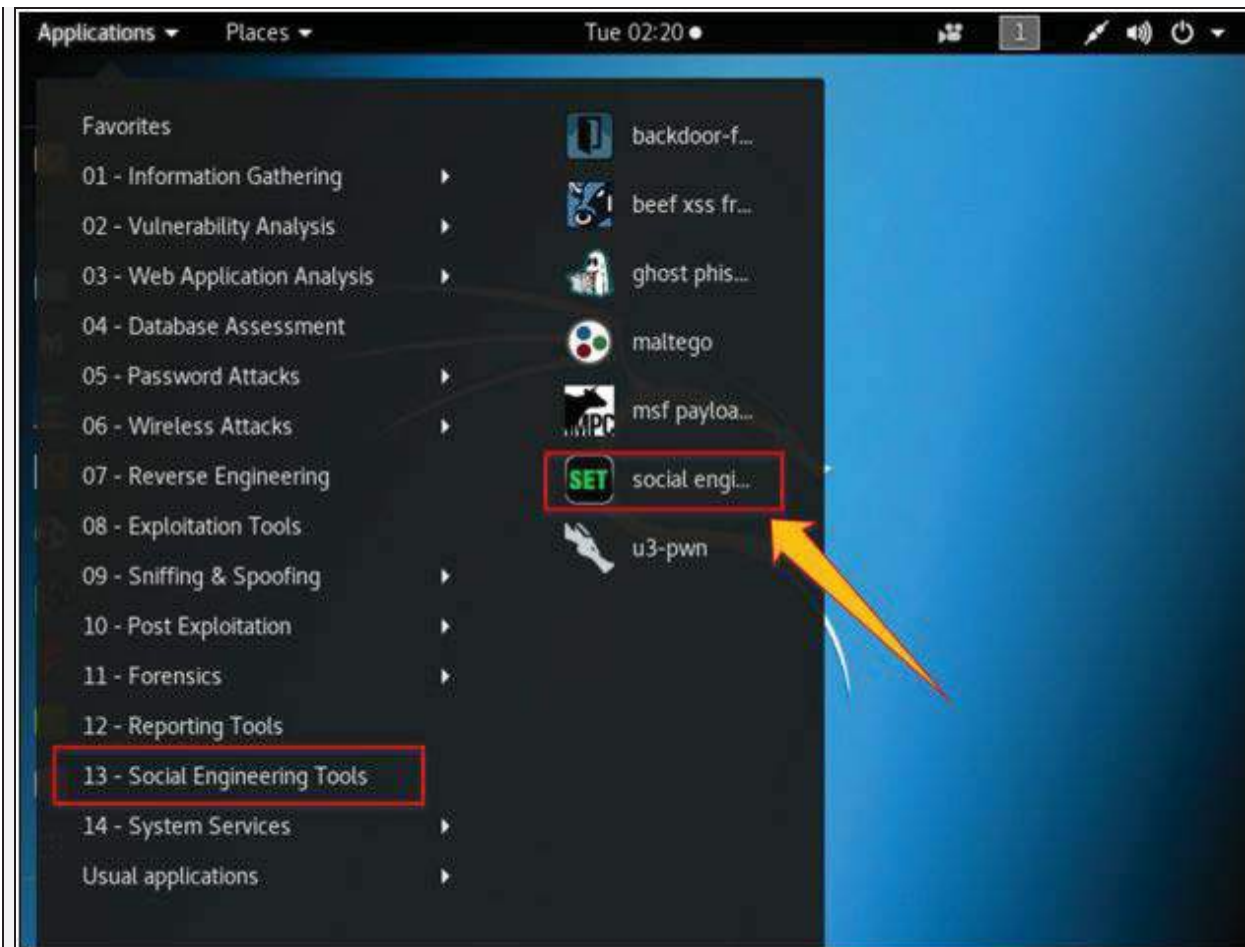 Applications Places Tue 02:20 1
Favorites
01 - Information Gathering
02 - Vulnerability Analysis
03 - Web Application Analysis
04 - Database Assessment
05 - Password Attacks
06 - Wireless Attacks
07 - Reverse Engineering
08 - Exploitation Tools
09 - Sniffing & Spoofing
10 - Post Exploitation
11 - Forensics
12 - Reporting Tools
13 - Social Engineering Tools
14 - System Services
Usual applications
backdoor-f...
beef xss fr...
ghost phis...
maltego
MPC
msf payloa...
SET
social engi...
u3-pwn